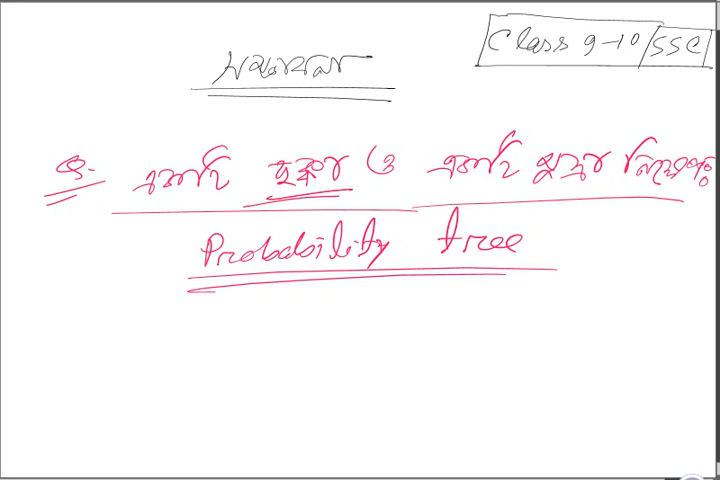 Class 9-10/SSC
সম্ভাবনা
একটি ছক্কা ও একটি মুদ্রা নিক্ষেপের
Probability tree